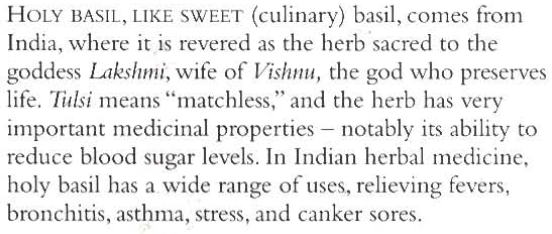 HOLY BASIL, LIKE SWEET (culinary) basil, comes from
India, where it is revered as the herb sacred to the
goddess Lakshmi, wife of Vishnu, the god who preserves
life. Tulsi means “matchless,” and the herb has very
important medicinal properties – notably its ability to
reduce blood sugar levels. In Indian herbal medicine,
holy basil has a wide range of uses, relieving fevers,
bronchitis, asthma, stress, and canker sores.